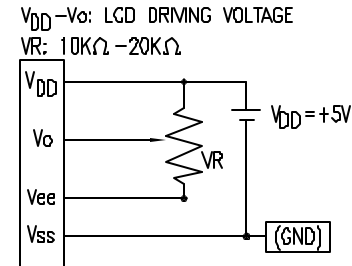 VDD-Vo: LCD DRIVING VOLTAGE
VR: 10KΩ-20KΩ
VDD
VDD=+5V
Vo
VR
Vee
Vss
(GND)